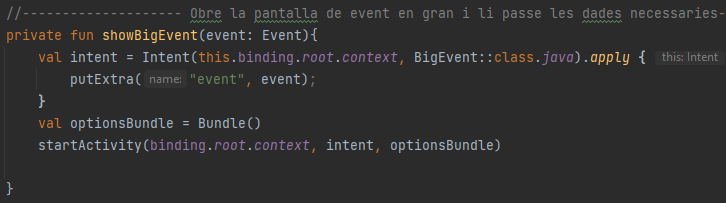 //-------------------- Obre la pantalla de event en gran i li passe les dades necessaries-
private fun showBigEvent(event: Event){
    val intent = Intent(this.binding.root.context, BigEvent::class.java).apply { this: Intent
        putExtra( name: "event", event);
    }
    val optionsBundle = Bundle()
    startActivity(binding.root.context, intent, optionsBundle)
}